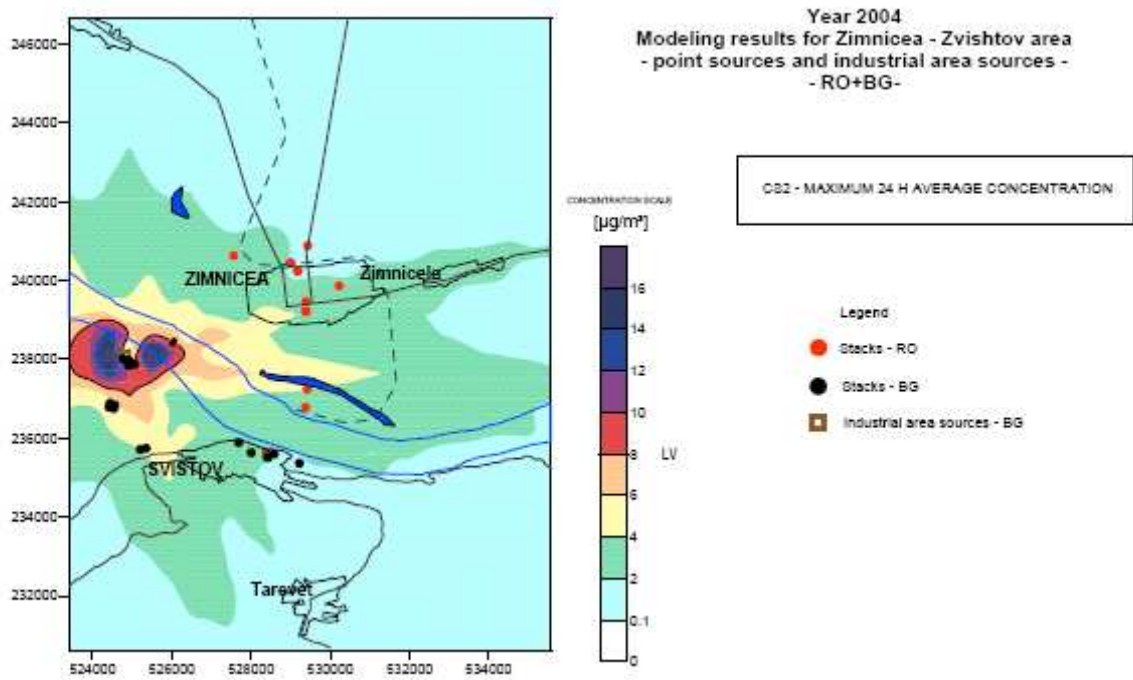 Year 2004
Modeling results for Zimnicea - Zvishtov area
- point sources and industrial area sources -
- RO+BG-
CS2 - MAXIMUM 24 H AVERAGE CONCENTRATION
CONCENTRATION SCALE
[µg/m³]
16
14
12
10
8 LV
6
4
2
0.1
0
Legend
Stacks - RO
Stacks - BG
Industrial area sources - BG
246000
244000
242000
240000
238000
236000
234000
232000
524000 526000 528000 530000 532000 534000
ZIMNICEA
Zimnicele
SVISTOV
Tarevet